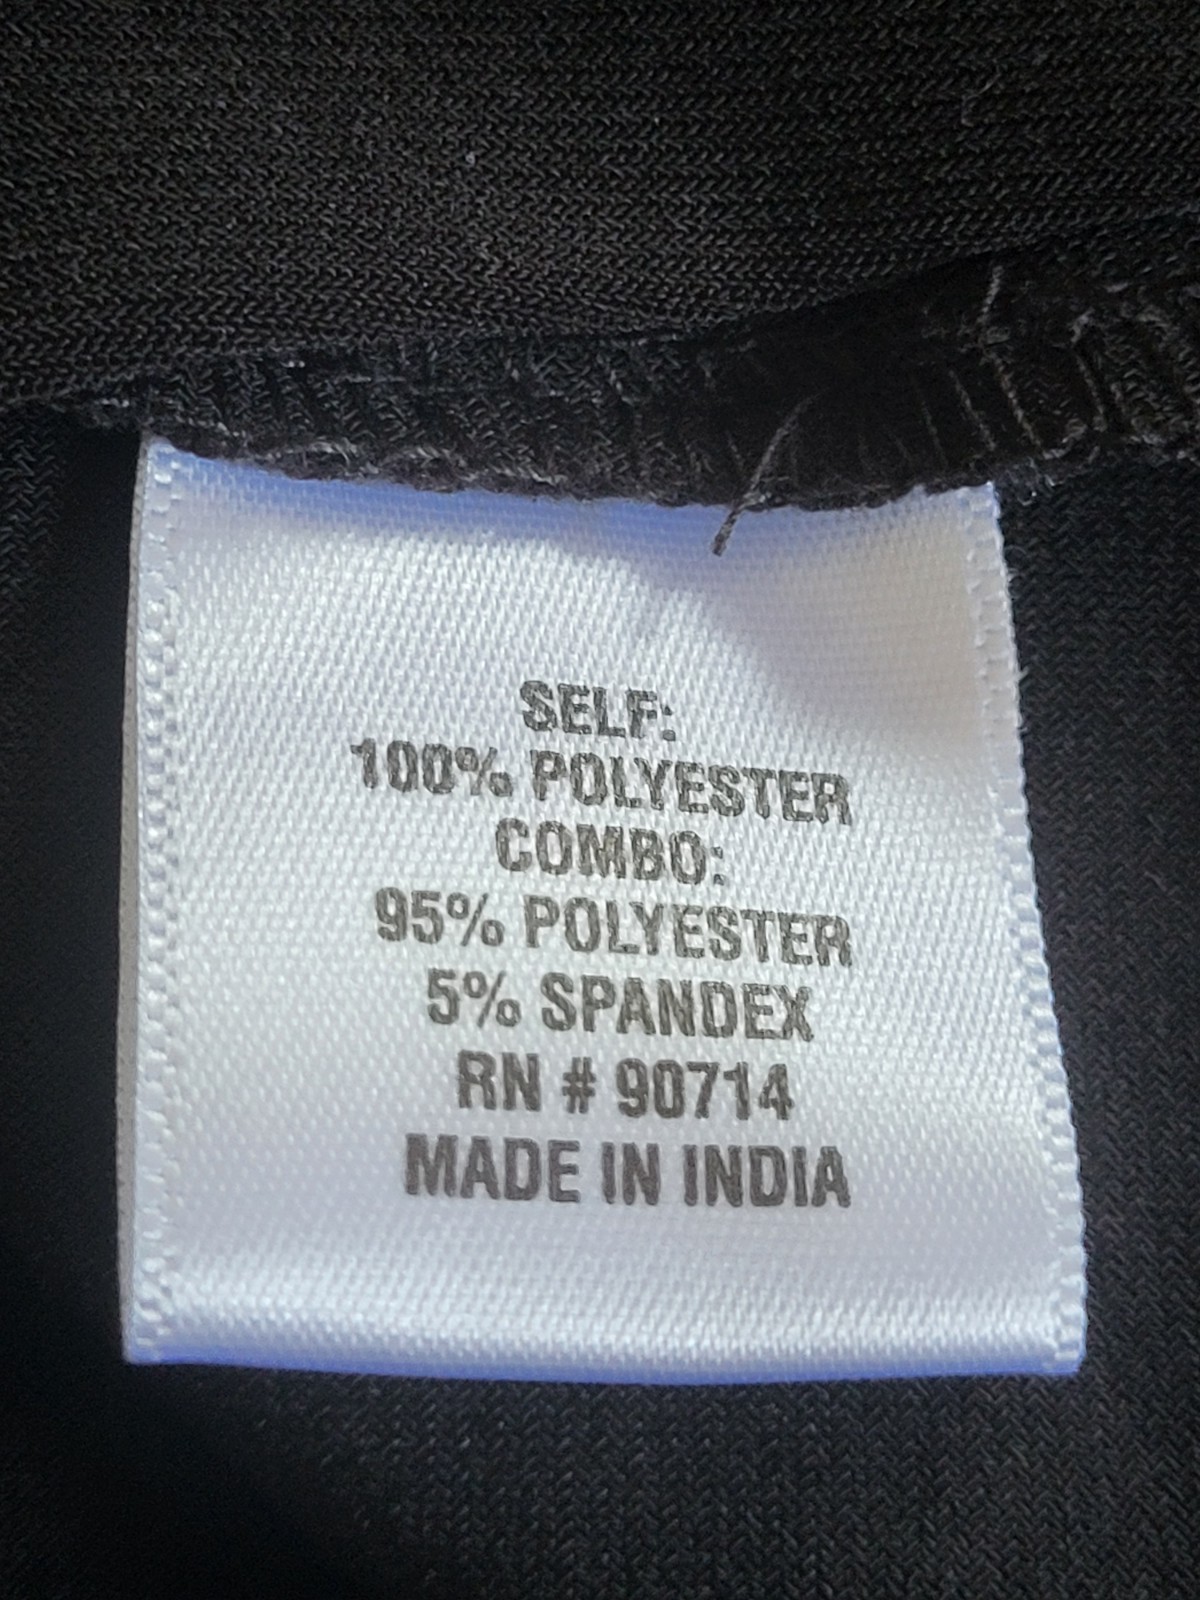 SELF:
100% POLYESTER
COMBO:
95% POLYESTER
5% SPANDEX
RN # 90714
MADE IN INDIA